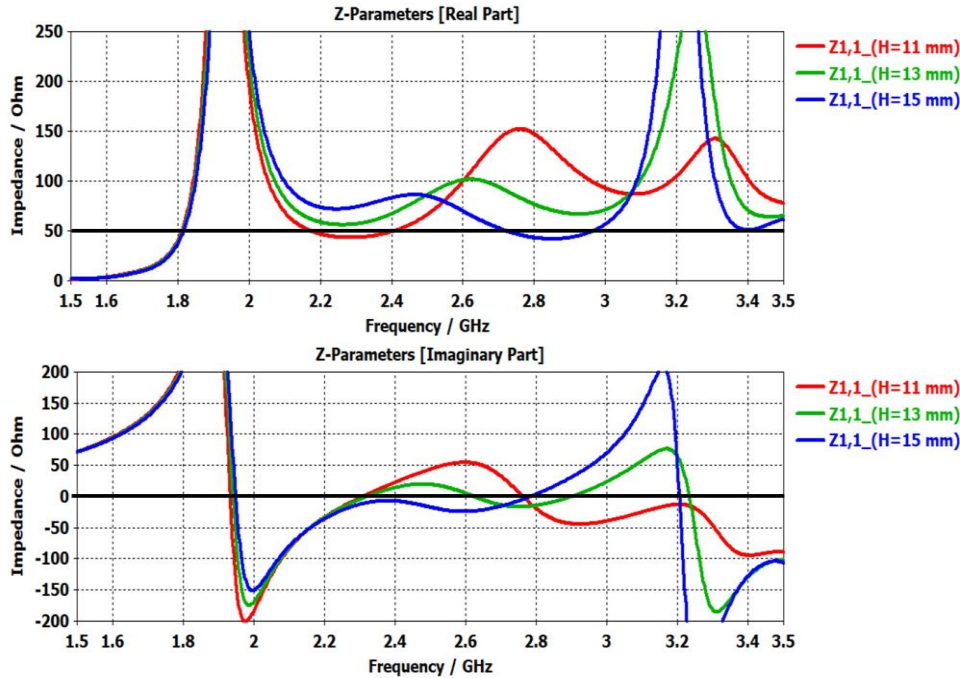 Z-Parameters [Real Part]
Impedance / Ohm
250
200
150
100
50
0
1.5 1.6 1.8 2 2.2 2.4 2.6 2.8 3 3.2 3.4 3.5
Frequency / GHz
Z1,1_(H=11 mm)
Z1,1_(H=13 mm)
Z1,1_(H=15 mm)
Z-Parameters [Imaginary Part]
Impedance / Ohm
200
150
100
50
0
-50
-100
-150
-200
1.5 1.6 1.8 2 2.2 2.4 2.6 2.8 3 3.2 3.4 3.5
Frequency / GHz
Z1,1_(H=11 mm)
Z1,1_(H=13 mm)
Z1,1_(H=15 mm)